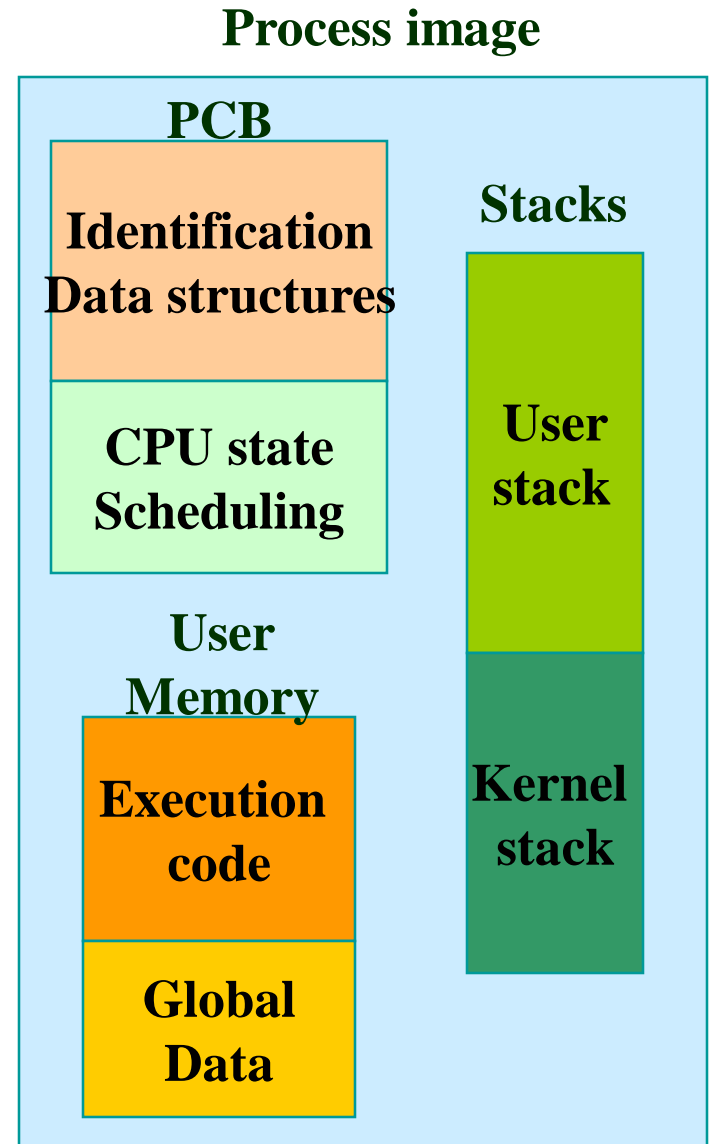 Process image
PCB
Identification
Data structures
CPU state
Scheduling
User
Memory
Execution
code
Global
Data
Stacks
User
stack
Kernel
stack